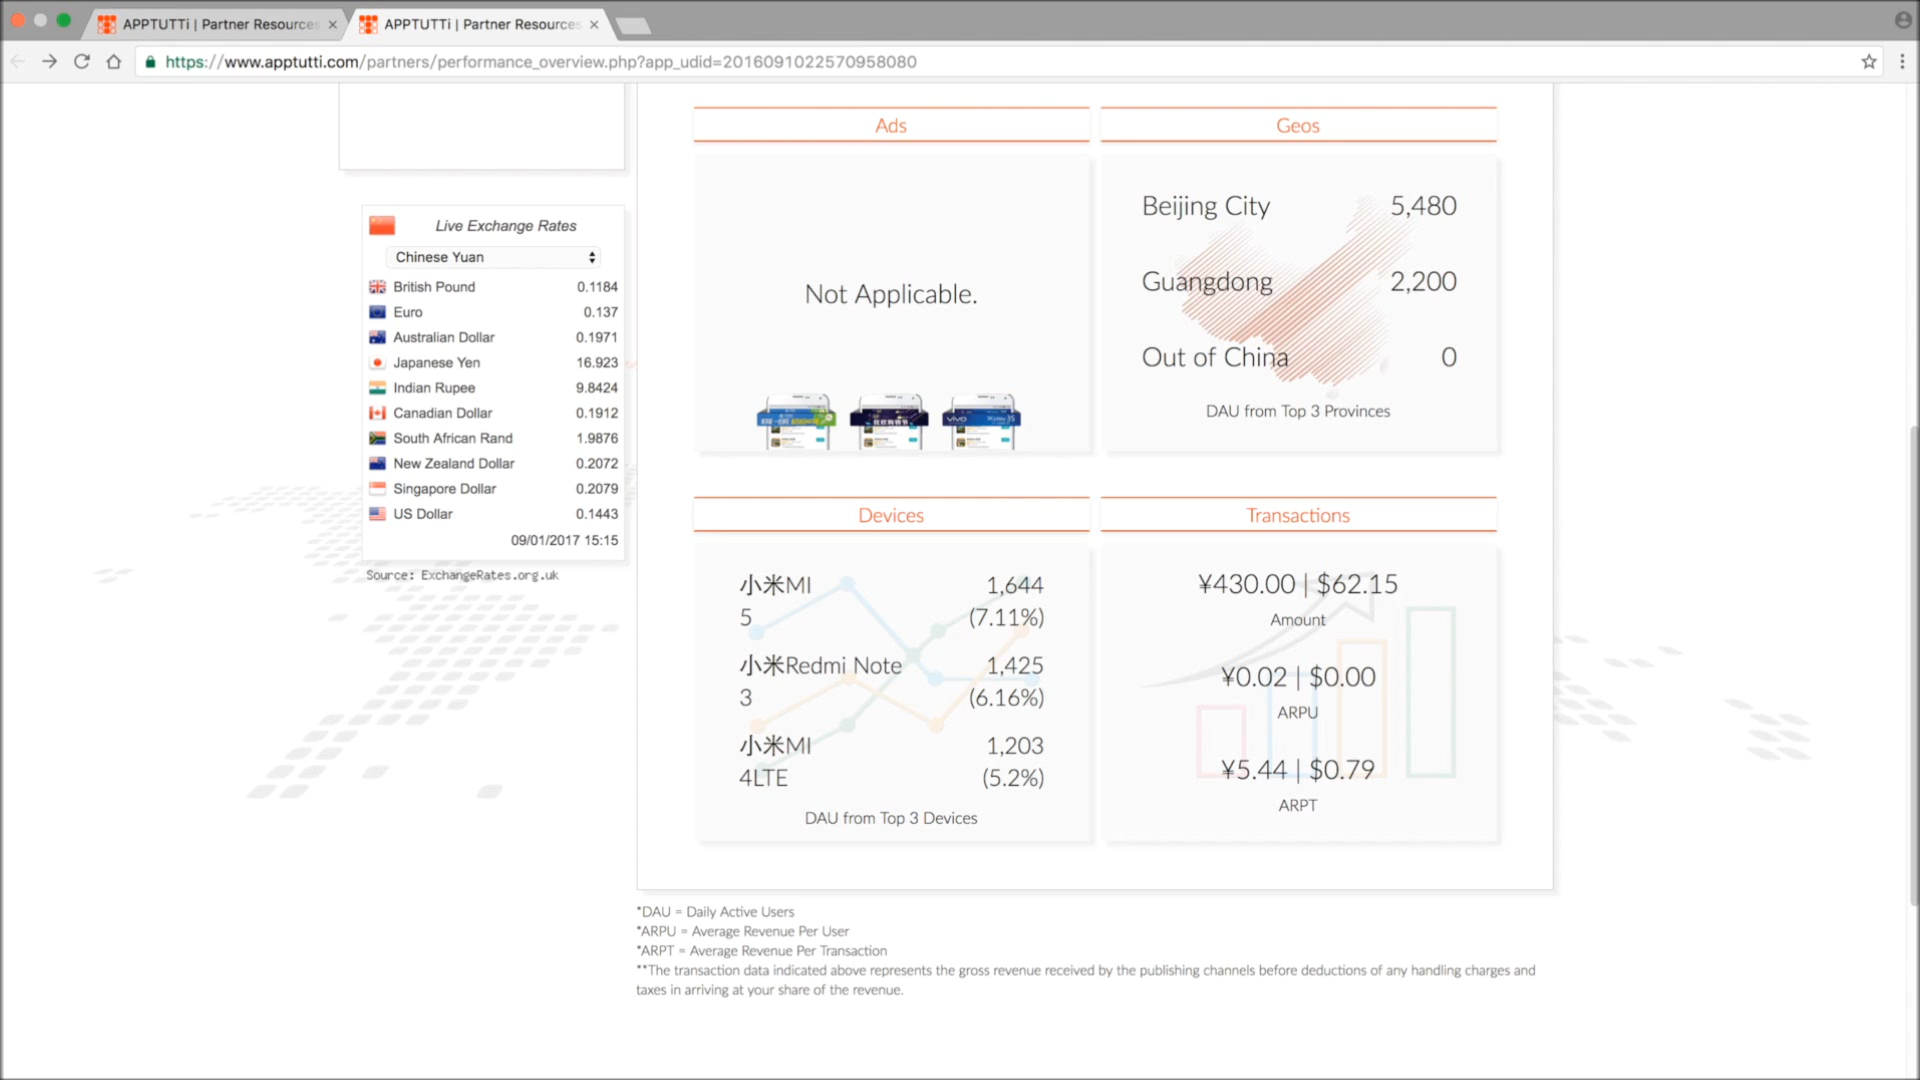 APPTUTTi | Partner Resources
APPTUTTi | Partner Resources
https://www.apptutti.com/partners/performance_overview.php?app_udid=2016091022570958080
Live Exchange Rates
Chinese Yuan
British Pound 0.1184
Euro 0.137
Australian Dollar 0.1971
Japanese Yen 16.923
Indian Rupee 9.8424
Canadian Dollar 0.1912
South African Rand 1.9876
New Zealand Dollar 0.2072
Singapore Dollar 0.2079
US Dollar 0.1443
09/01/2017 15:15
Source: ExchangeRates.org.uk
Ads
Not Applicable.
vivo
Geos
Beijing City 5,480
Guangdong 2,200
Out of China 0
DAU from Top 3 Provinces
Devices
小米MI 1,644
5 (7.11%)
小米Redmi Note 1,425
3 (6.16%)
小米MI 1,203
4LTE (5.2%)
DAU from Top 3 Devices
Transactions
¥430.00 | $62.15
Amount
¥0.02 | $0.00
ARPU
¥5.44 | $0.79
ARPT
*DAU = Daily Active Users
*ARPU = Average Revenue Per User
*ARPT = Average Revenue Per Transaction
**The transaction data indicated above represents the gross revenue received by the publishing channels before deductions of any handling charges and
taxes in arriving at your share of the revenue.